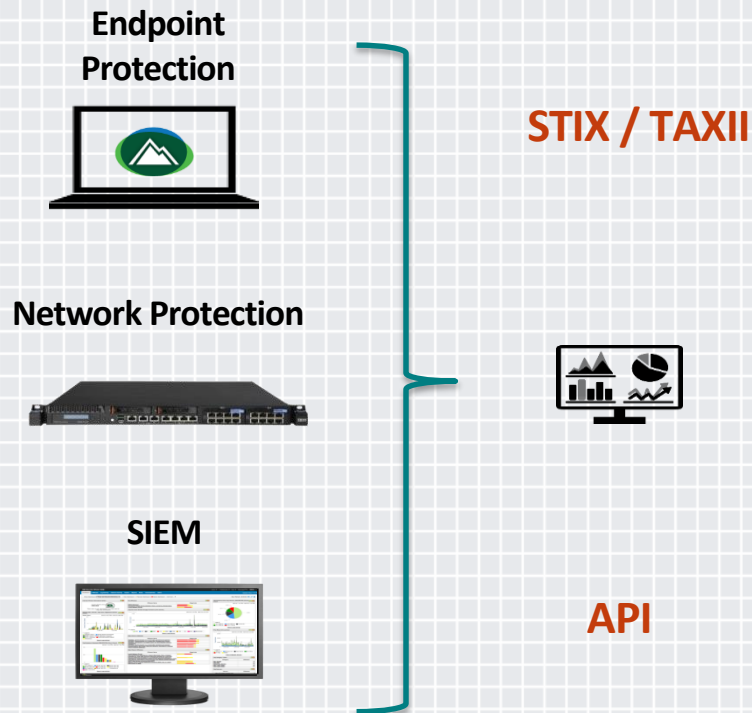 Endpoint
Protection
STIX / TAXII
Network Protection
SIEM
API